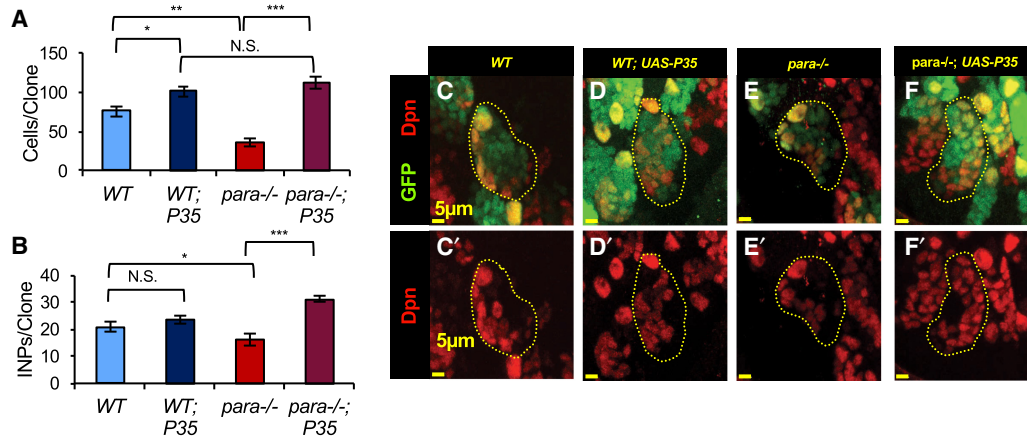 A
**
***
*
N.S.
150
100
50
0
Cells/Clone
WT
WT; P35
para-/-
para-/-; P35
B
***
*
N.S.
40
30
20
10
0
INPs/Clone
WT
WT; P35
para-/-
para-/-; P35
WT
WT; UAS-P35
para-/-
para-/-; UAS-P35
GFP Dpn
C
D
E
F
5μm
Dpn
C′
D′
E′
F′
5μm